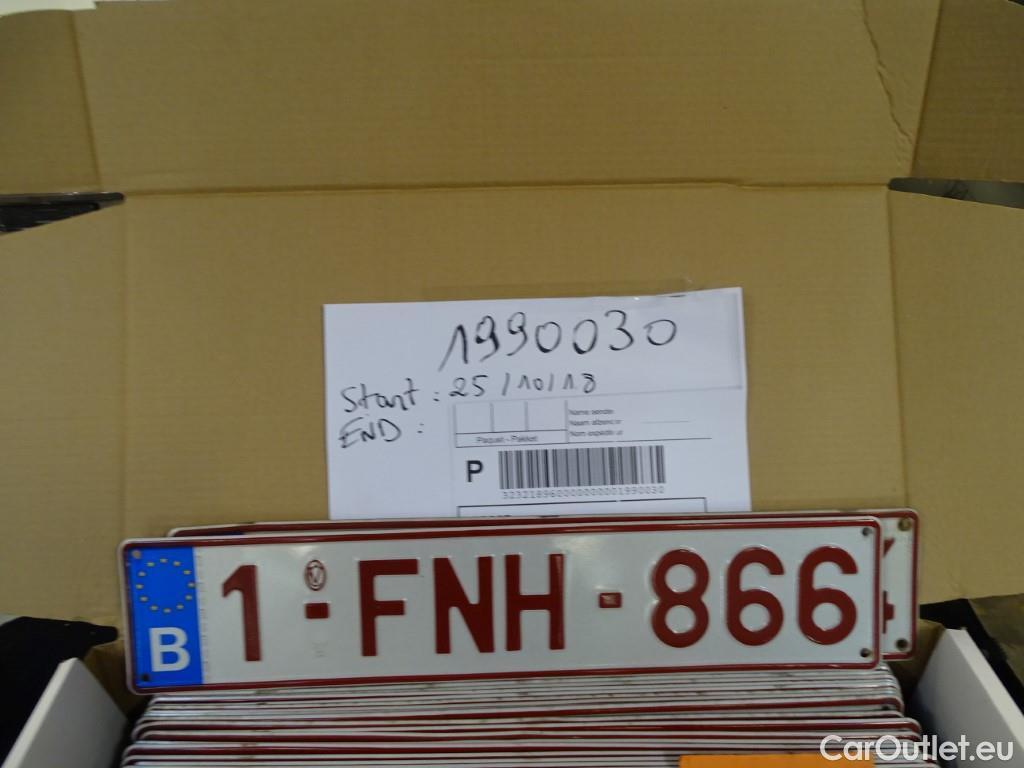 1990030
Start : 25/10/18
END :
Name sender
Naam afzender
Nom expéditeur
Paquet - Pakket
P
3232189600000000001990030
B 1-FNH-866
CarOutlet.eu